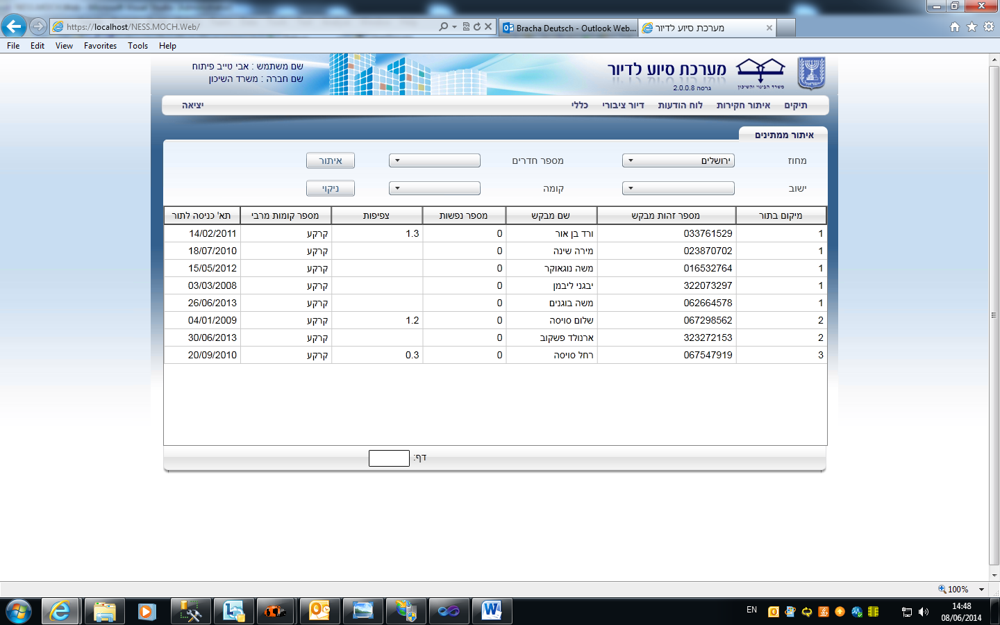 https://localhost/NESS.MOCH.Web/
Bracha Deutsch - Outlook Web...
מערכת סיוע לדיור
File Edit View Favorites Tools Help
שם משתמש : אבי טייב פיתוח
שם חברה : משרד השיכון
מערכת סיוע לדיור
גרסה 2.0.0.8
משרד הבינוי והשיכון
תיקים איתור חקירות לוח הודעות דיור ציבורי כללי יציאה
איתור ממתינים
מחוז ירושלים מספר חדרים איתור
ישוב קומה ניקוי
מיקום בתור מספר זהות מבקש שם מבקש מספר נפשות צפיפות מספר קומות מרבי תא' כניסה לתור
1 033761529 ורד בן אור 0 1.3 קרקע 14/02/2011
1 023870702 מירה שינה 0 קרקע 18/07/2010
1 016532764 משה נוגאוקר 0 קרקע 15/05/2012
1 322073297 יבגני ליבמן 0 קרקע 03/03/2008
1 062664578 משה בוגנים 0 קרקע 26/06/2013
2 067298562 שלום סויסה 0 1.2 קרקע 04/01/2009
2 323272153 ארנולד פשקוב 0 קרקע 30/06/2013
3 067547919 רחל סויסה 0 0.3 קרקע 20/09/2010
דף:
100%
EN
14:48
08/06/2014